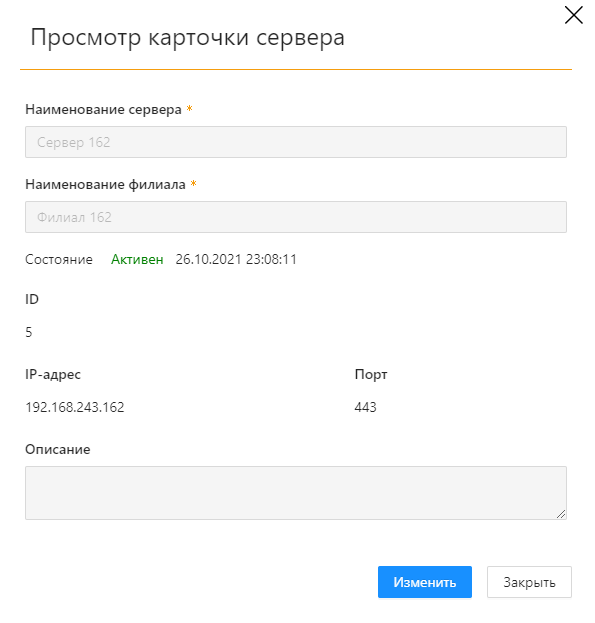 Просмотр карточки сервера
Наименование сервера *
Сервер 162
Наименование филиала *
Филиал 162
Состояние Активен 26.10.2021 23:08:11
ID
5
IP-адрес Порт
192.168.243.162 443
Описание
Изменить Закрыть